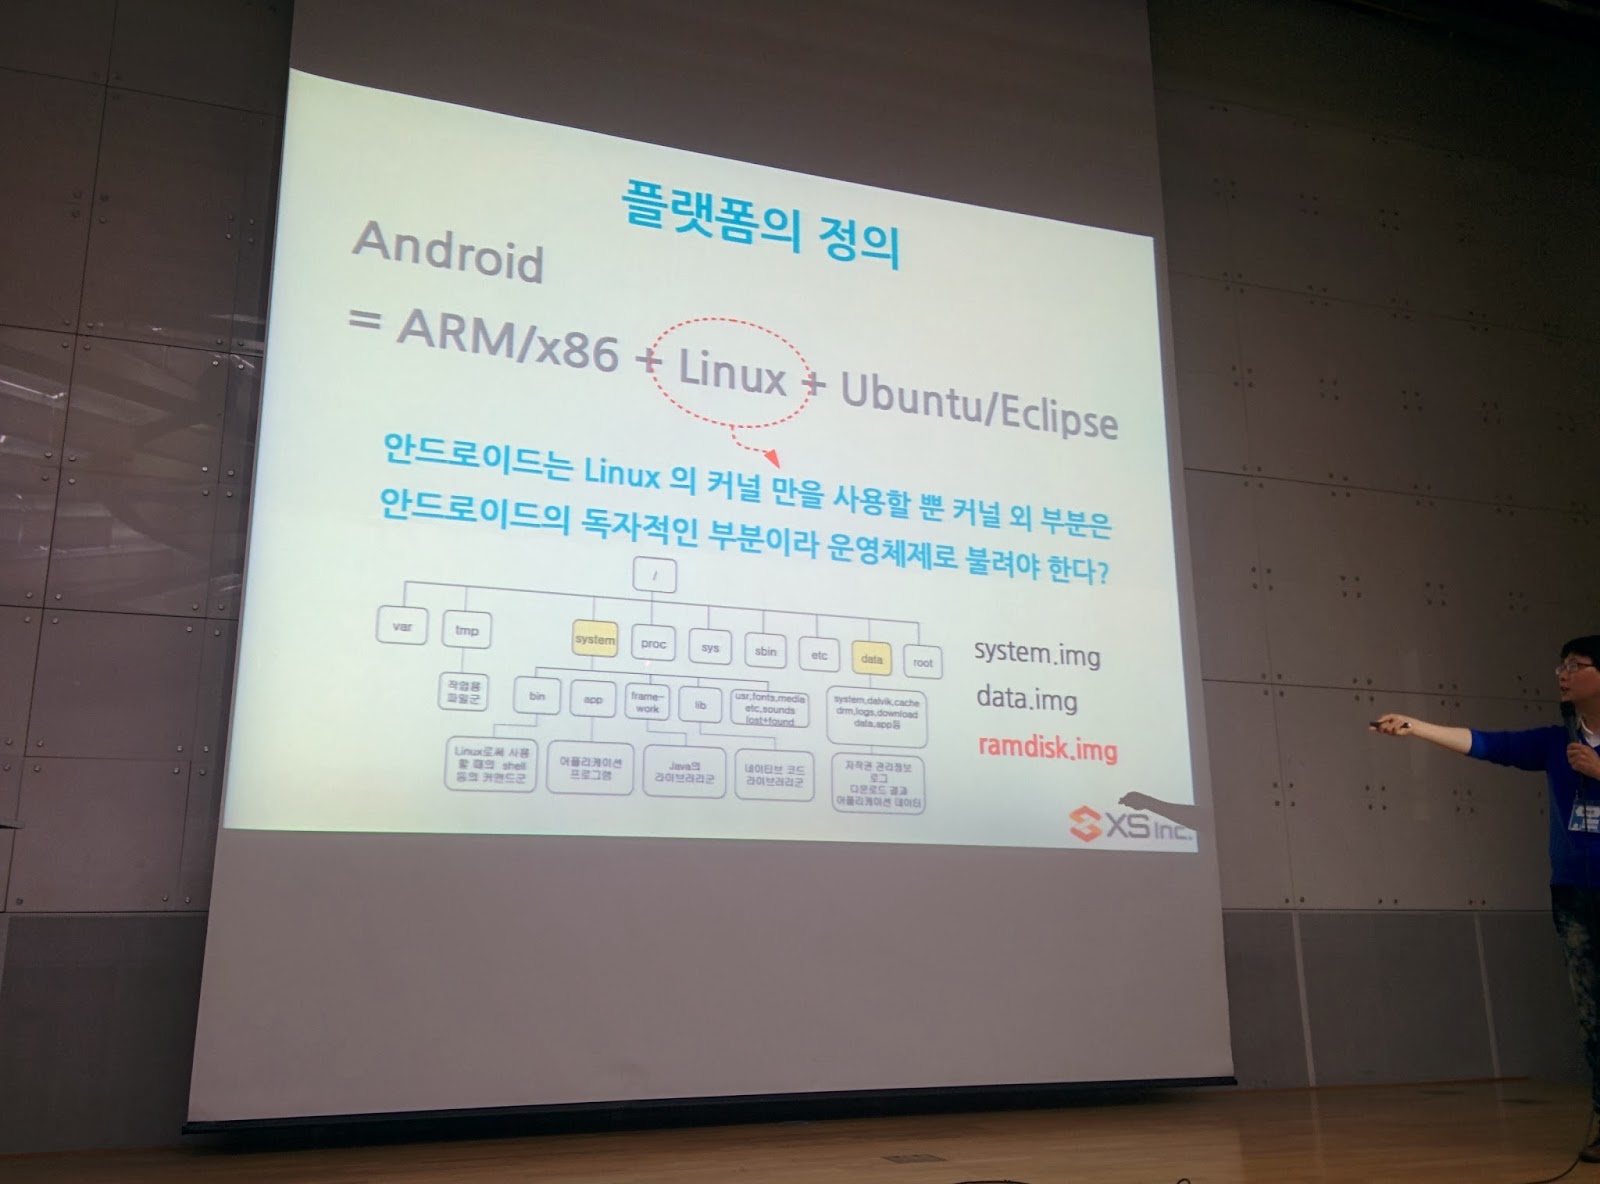 플랫폼의 정의
Android
= ARM/x86 + Linux + Ubuntu/Eclipse
안드로이드는 Linux 의 커널 만을 사용할 뿐 커널 외 부분은
안드로이드의 독자적인 부분이라 운영체제로 불려야 한다?
/
var
tmp
system
proc
sys
sbin
etc
data
root
작업용
파일군
bin
app
frame-
work
lib
usr,fonts,media
etc,sounds
lost+found
system,dalvik,cache
drm,logs,download
data,app등
Linux로써 사용
할 때의 shell
등의 커맨드군
어플리케이션
프로그램
Java의
라이브러리군
네이티브 코드
라이브러리군
저작권 관리정보
로그
다운로드 결과
어플리케이션 데이터
system.img
data.img
ramdisk.img
XS inc.